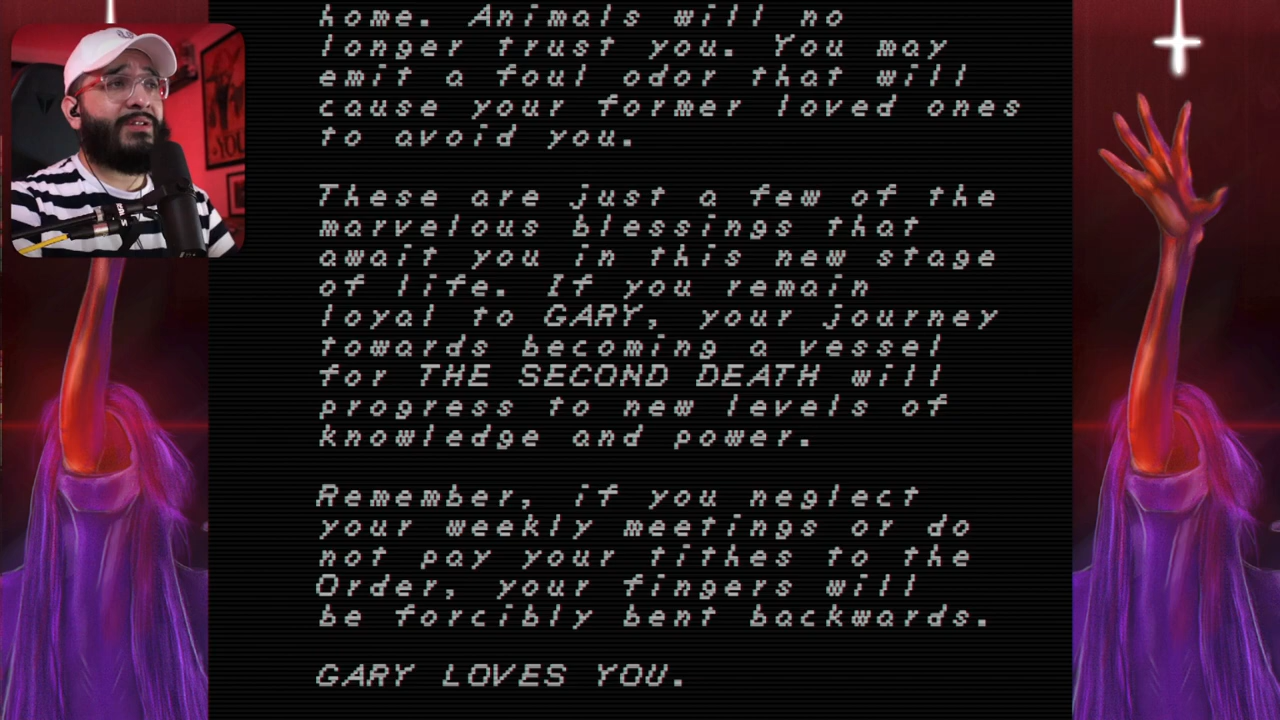 home. Animals will no
longer trust you. You may
emit a foul odor that will
cause your former loved ones
to avoid you.
These are just a few of the
marvelous blessings that
await you in this new stage
of life. If you remain
loyal to GARY, your journey
towards becoming a vessel
for THE SECOND DEATH will
progress to new levels of
knowledge and power.
Remember, if you neglect
your weekly meetings or do
not pay your tithes to the
Order, your fingers will
be forcibly bent backwards.
GARY LOVES YOU.
YOU